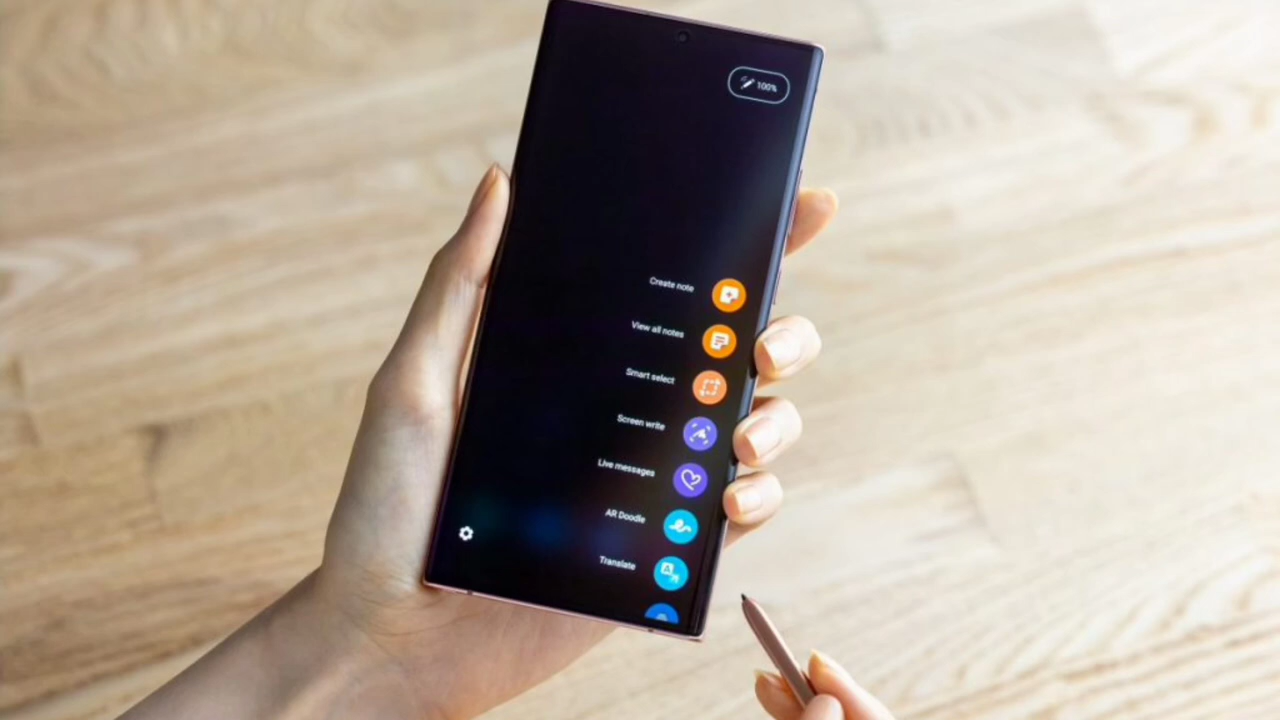 100%
Create note
View all notes
Smart select
Screen write
Live messages
AR Doodle
Translate